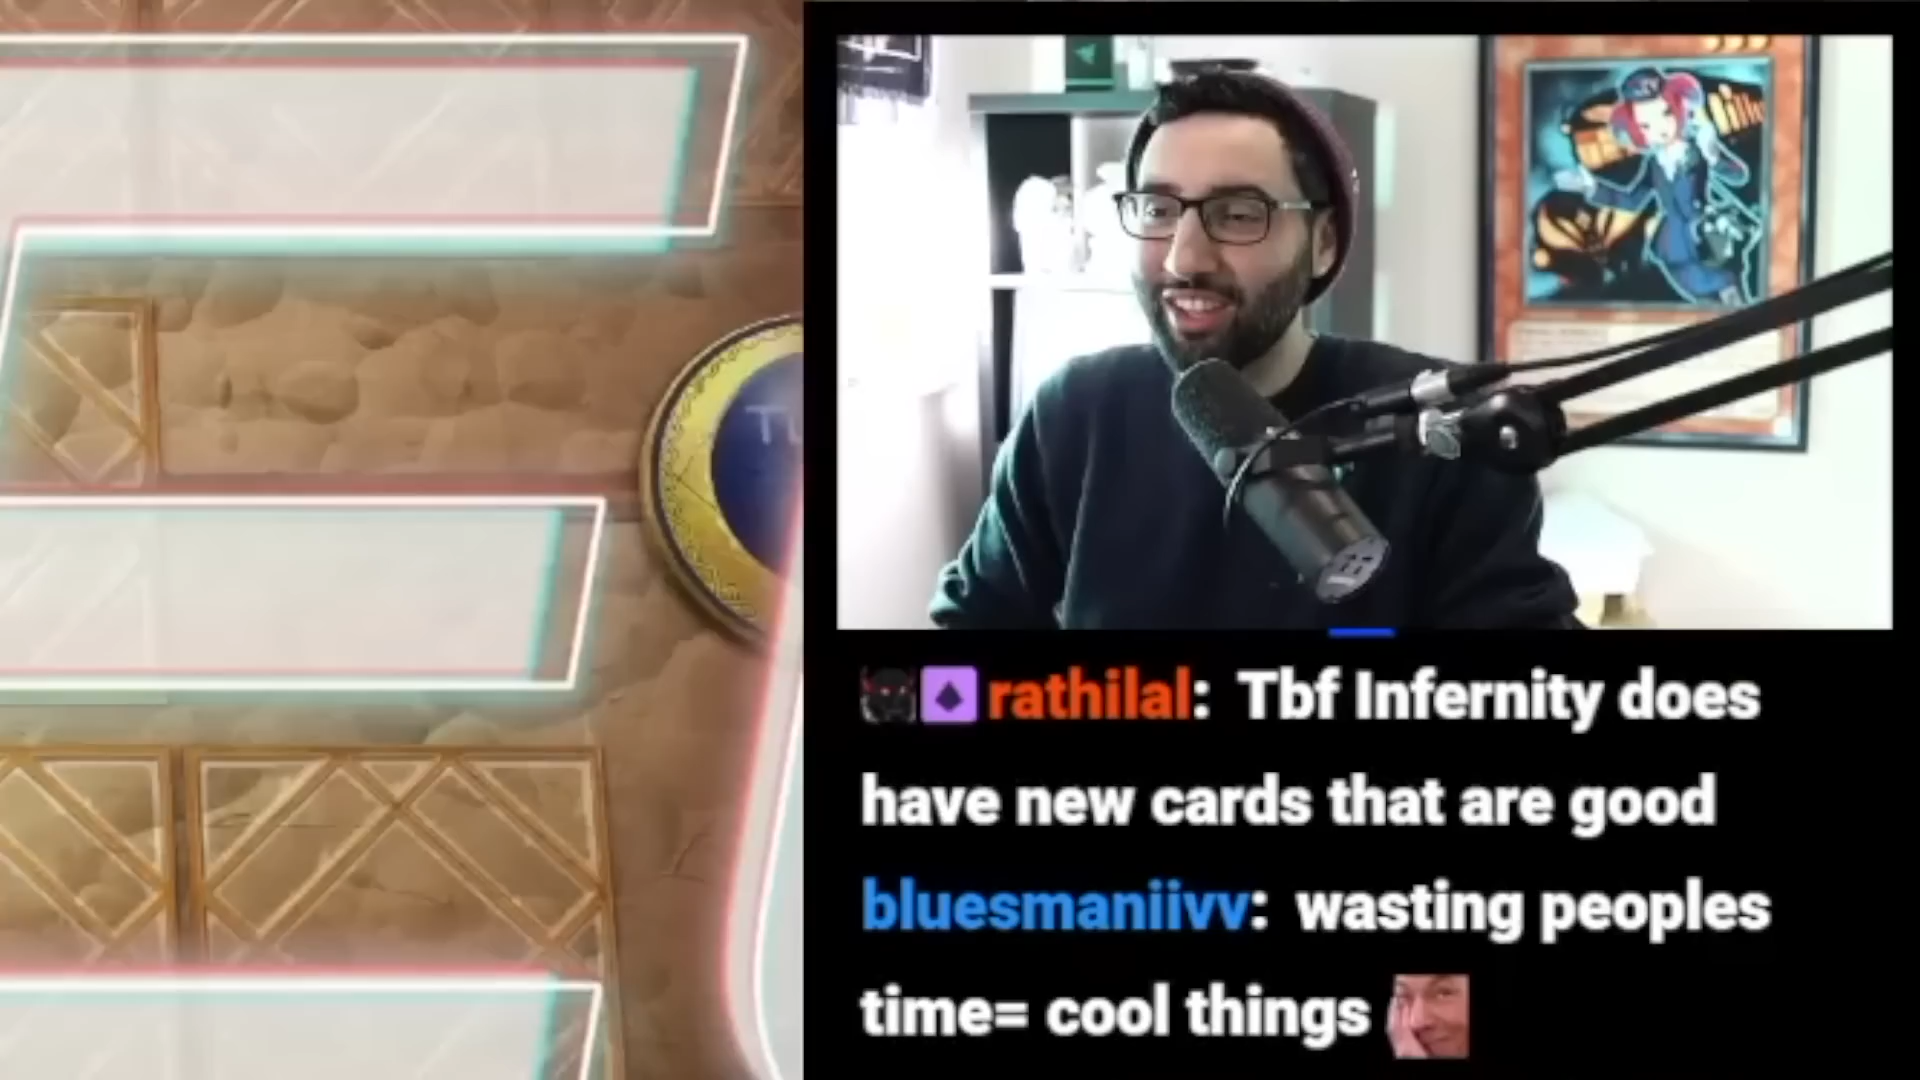 rathilal: Tbf Infernity does
have new cards that are good
bluesmaniivv: wasting peoples
time= cool things